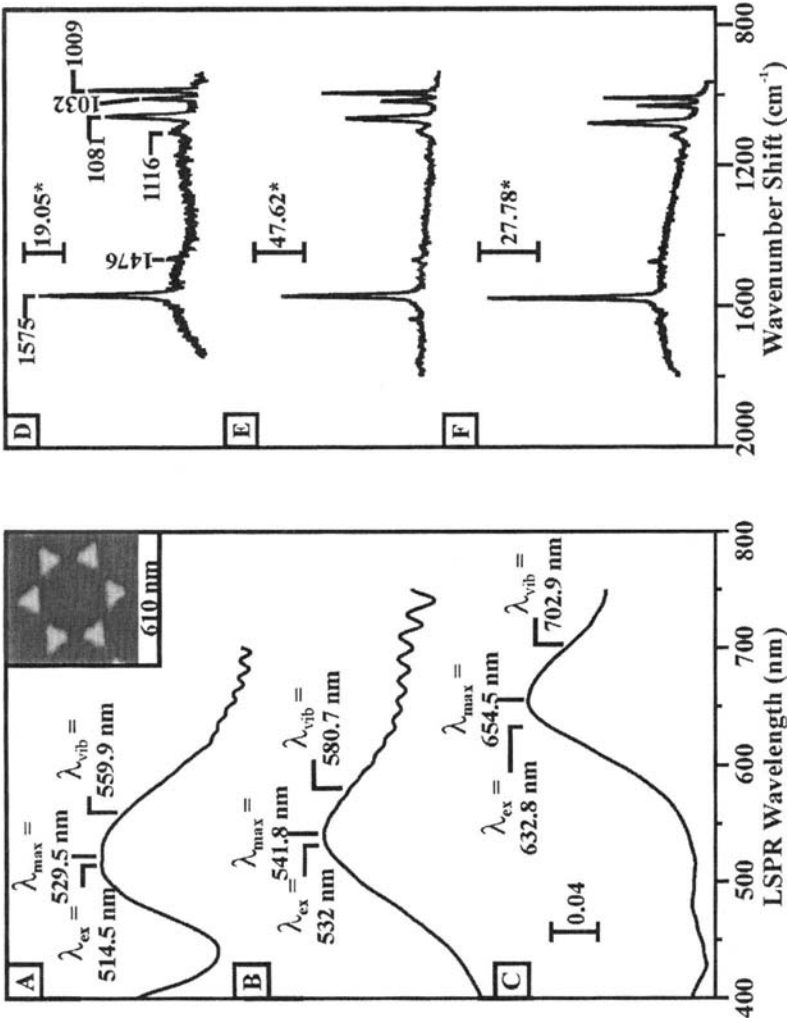 A
λex =
514.5 nm
λmax =
529.5 nm
λvib =
559.9 nm
610 nm
B
λex =
532 nm
λmax =
541.8 nm
λvib =
580.7 nm
C
λex =
632.8 nm
λmax =
654.5 nm
λvib =
702.9 nm
0.04
400 500 600 700 800
LSPR Wavelength (nm)
D
1575
1476
19.05*
1116
1081
1032
1009
E
47.62*
F
27.78*
2000 1600 1200 800
Wavenumber Shift (cm⁻¹)